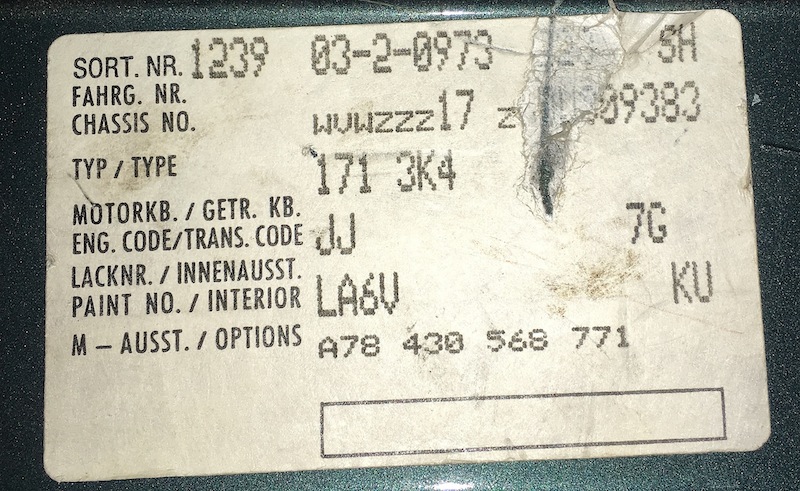 SORT. NR. 1239 03-2-0973 SH
FAHRG. NR.
CHASSIS NO. WVWZZZ17 Z 09383
TYP / TYPE 171 3K4
MOTORKB. / GETR. KB.
ENG. CODE/TRANS. CODE JJ 7G
LACKNR. / INNENAUSST.
PAINT NO. / INTERIOR LA6V KU
M – AUSST. / OPTIONS A78 430 568 771